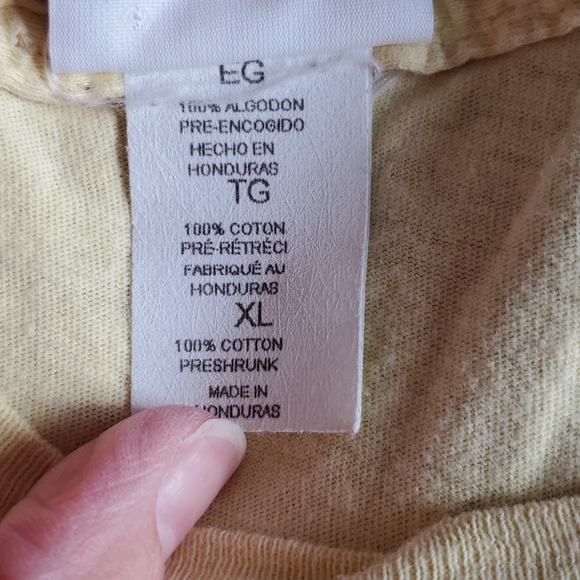 EG
100% ALGODON
PRE-ENCOGIDO
HECHO EN
HONDURAS
TG
100% COTON
PRÉ-RÉTRÉCI
FABRIQUÉ AU
HONDURAS
XL
100% COTTON
PRESHRUNK
MADE IN
HONDURAS